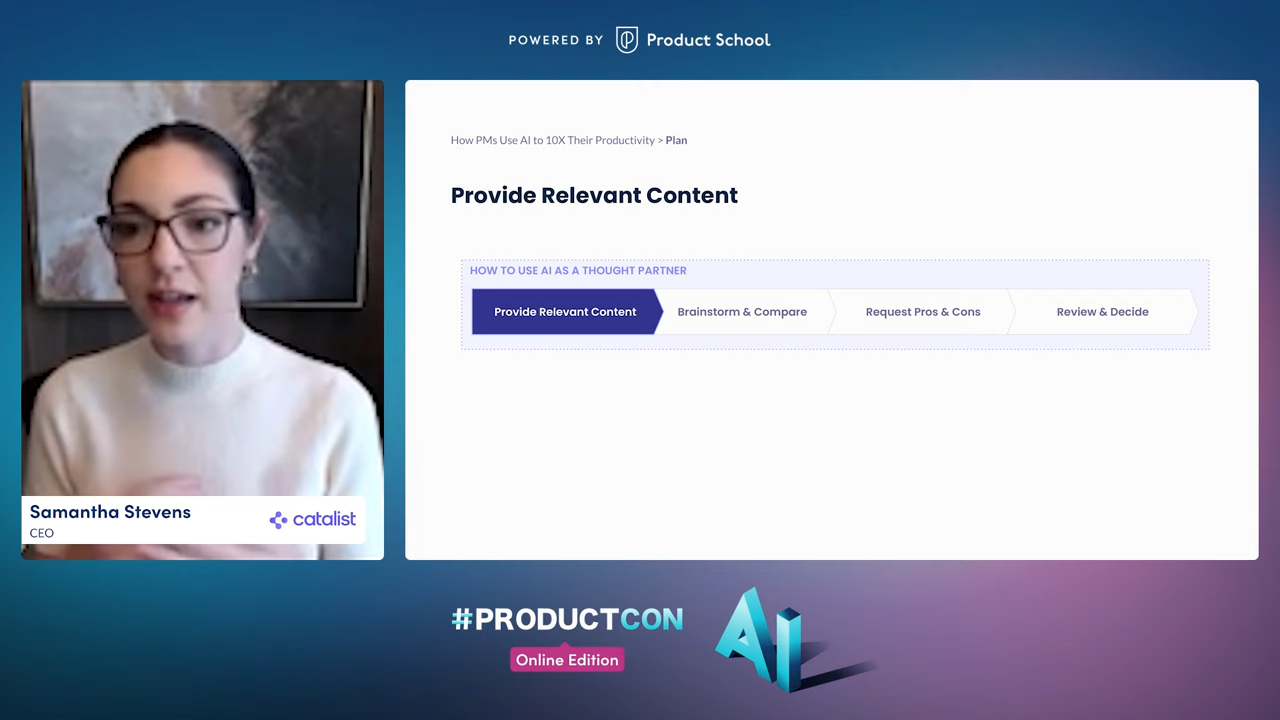 POWERED BY Product School
How PMs Use AI to 10X Their Productivity > Plan
Provide Relevant Content
HOW TO USE AI AS A THOUGHT PARTNER
Provide Relevant Content
Brainstorm & Compare
Request Pros & Cons
Review & Decide
Samantha Stevens
CEO
catalist
#PRODUCTCON
Online Edition
AI